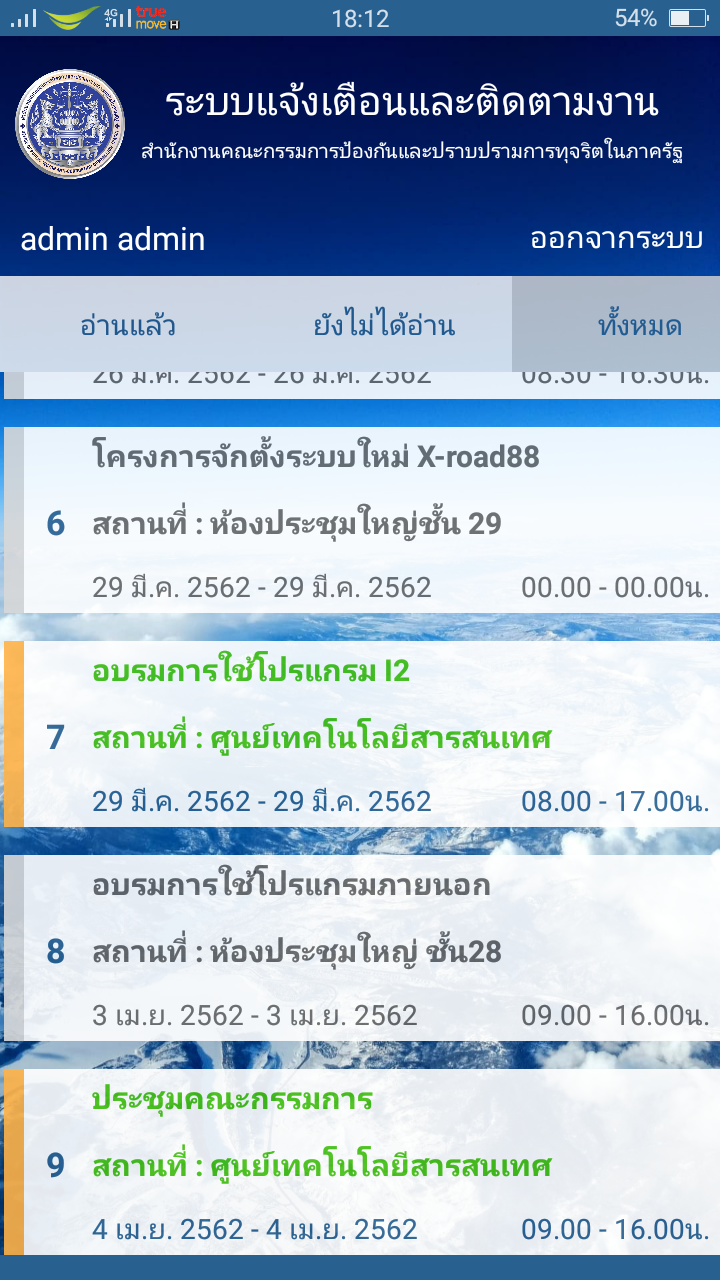 4G true move H 18:12 54%
ระบบแจ้งเตือนและติดตามงาน
สำนักงานคณะกรรมการป้องกันและปราบปรามการทุจริตในภาครัฐ
admin admin ออกจากระบบ
อ่านแล้ว ยังไม่ได้อ่าน ทั้งหมด
26 มี.ค. 2562 - 26 มี.ค. 2562 08.30 - 16.30น.
โครงการจักตั้งระบบใหม่ X-road88
6 สถานที่ : ห้องประชุมใหญ่ชั้น 29
29 มี.ค. 2562 - 29 มี.ค. 2562 00.00 - 00.00น.
อบรมการใช้โปรแกรม I2
7 สถานที่ : ศูนย์เทคโนโลยีสารสนเทศ
29 มี.ค. 2562 - 29 มี.ค. 2562 08.00 - 17.00น.
อบรมการใช้โปรแกรมภายนอก
8 สถานที่ : ห้องประชุมใหญ่ ชั้น28
3 เม.ย. 2562 - 3 เม.ย. 2562 09.00 - 16.00น.
ประชุมคณะกรรมการ
9 สถานที่ : ศูนย์เทคโนโลยีสารสนเทศ
4 เม.ย. 2562 - 4 เม.ย. 2562 09.00 - 16.00น.